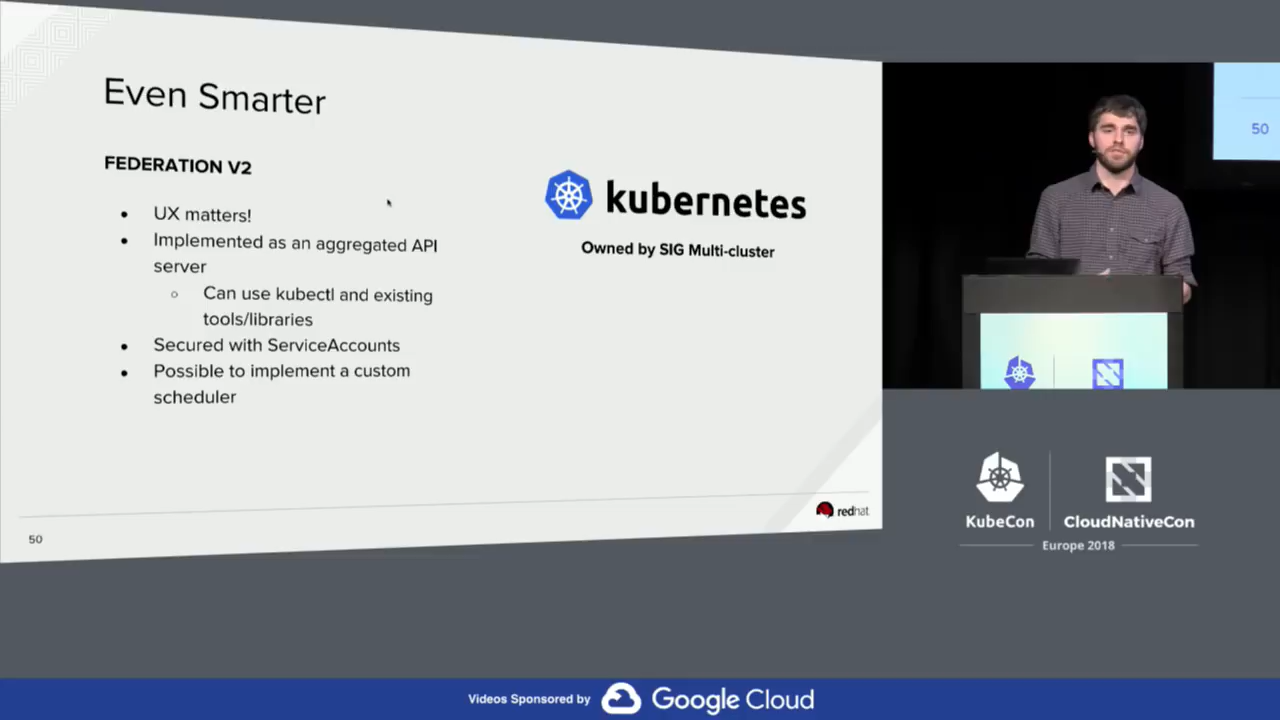 Even Smarter
FEDERATION V2
UX matters!
Implemented as an aggregated API
server
Can use kubectl and existing
tools/libraries
Secured with ServiceAccounts
Possible to implement a custom
scheduler
kubernetes
Owned by SIG Multi-cluster
redhat
50
50
KubeCon
CloudNativeCon
Europe 2018
Videos Sponsored by Google Cloud